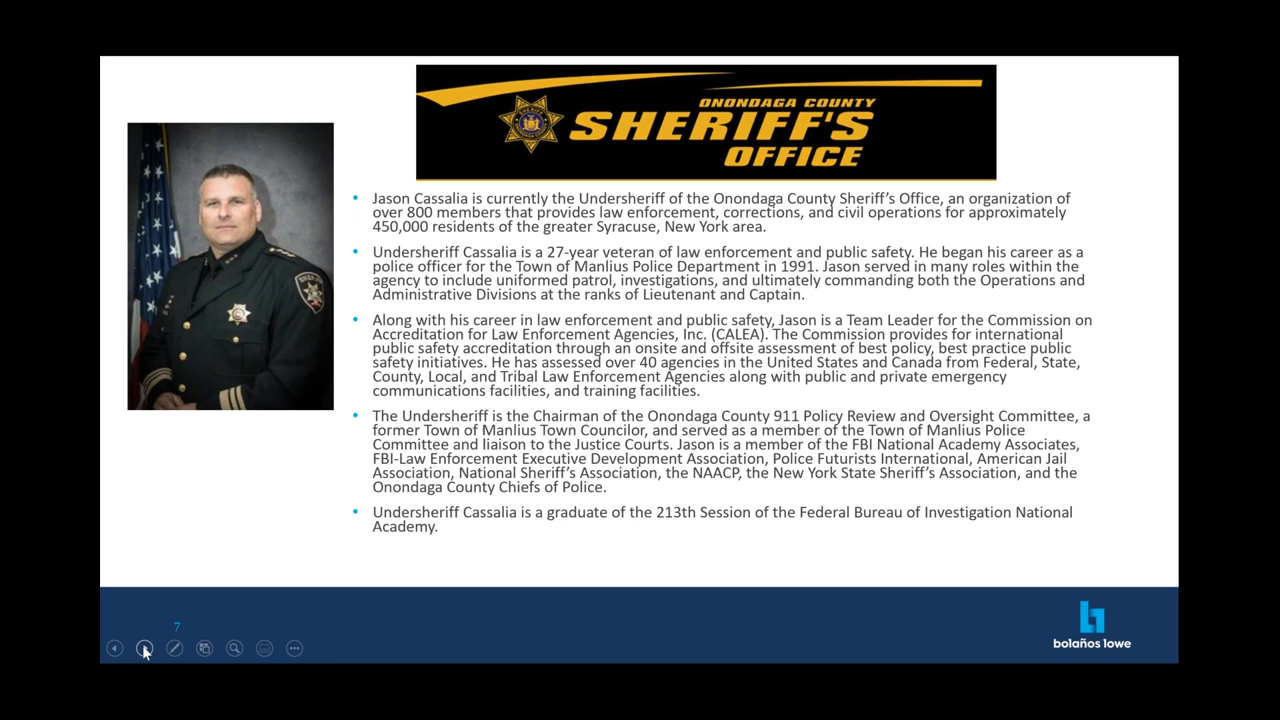 ONONDAGA COUNTY
SHERIFF'S
OFFICE
• Jason Cassalia is currently the Undersheriff of the Onondaga County Sheriff’s Office, an organization of
over 800 members that provides law enforcement, corrections, and civil operations for approximately
450,000 residents of the greater Syracuse, New York area.
• Undersheriff Cassalia is a 27-year veteran of law enforcement and public safety. He began his career as a
police officer for the Town of Manlius Police Department in 1991. Jason served in many roles within the
agency to include uniformed patrol, investigations, and ultimately commanding both the Operations and
Administrative Divisions at the ranks of Lieutenant and Captain.
• Along with his career in law enforcement and public safety, Jason is a Team Leader for the Commission on
Accreditation for Law Enforcement Agencies, Inc. (CALEA). The Commission provides for international
public safety accreditation through an onsite and offsite assessment of best policy, best practice public
safety initiatives. He has assessed over 40 agencies in the United States and Canada from Federal, State,
County, Local, and Tribal Law Enforcement Agencies along with public and private emergency
communications facilities, and training facilities.
• The Undersheriff is the Chairman of the Onondaga County 911 Policy Review and Oversight Committee, a
former Town of Manlius Town Councilor, and served as a member of the Town of Manlius Police
Committee and liaison to the Justice Courts. Jason is a member of the FBI National Academy Associates,
FBI-Law Enforcement Executive Development Association, Police Futurists International, American Jail
Association, National Sheriff’s Association, the NAACP, the New York State Sheriff’s Association, and the
Onondaga County Chiefs of Police.
• Undersheriff Cassalia is a graduate of the 213th Session of the Federal Bureau of Investigation National
Academy.
7
bolaños lowe